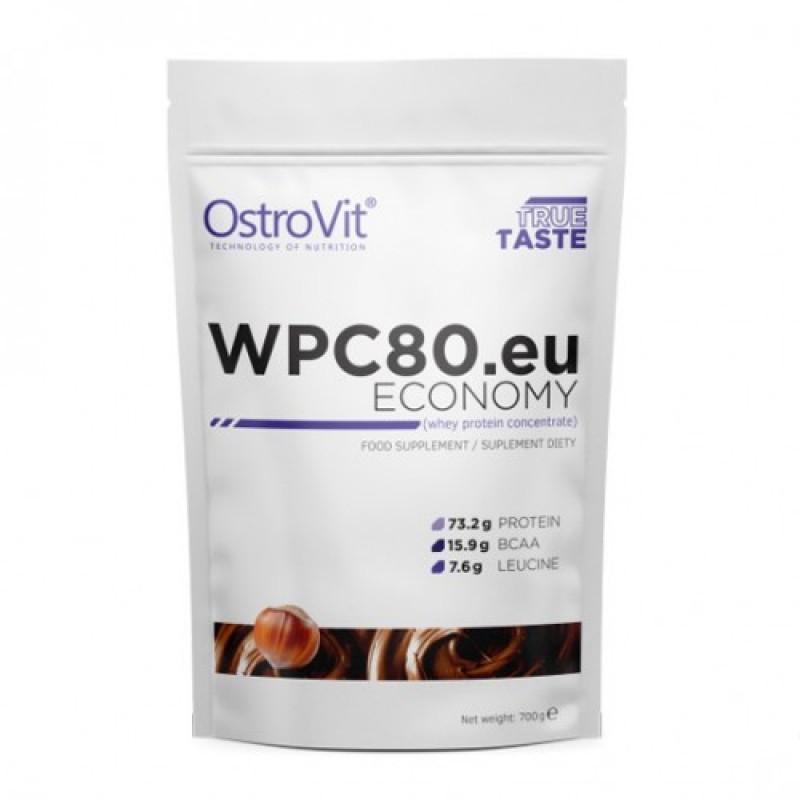 OstroVit®
TECHNOLOGY OF NUTRITION
TRUE
TASTE
WPC80.eu
ECONOMY
(whey protein concentrate)
FOOD SUPPLEMENT / SUPLEMENT DIETY
73.2g PROTEIN
15.9g BCAA
7.6g LEUCINE
Net weight: 700g℮